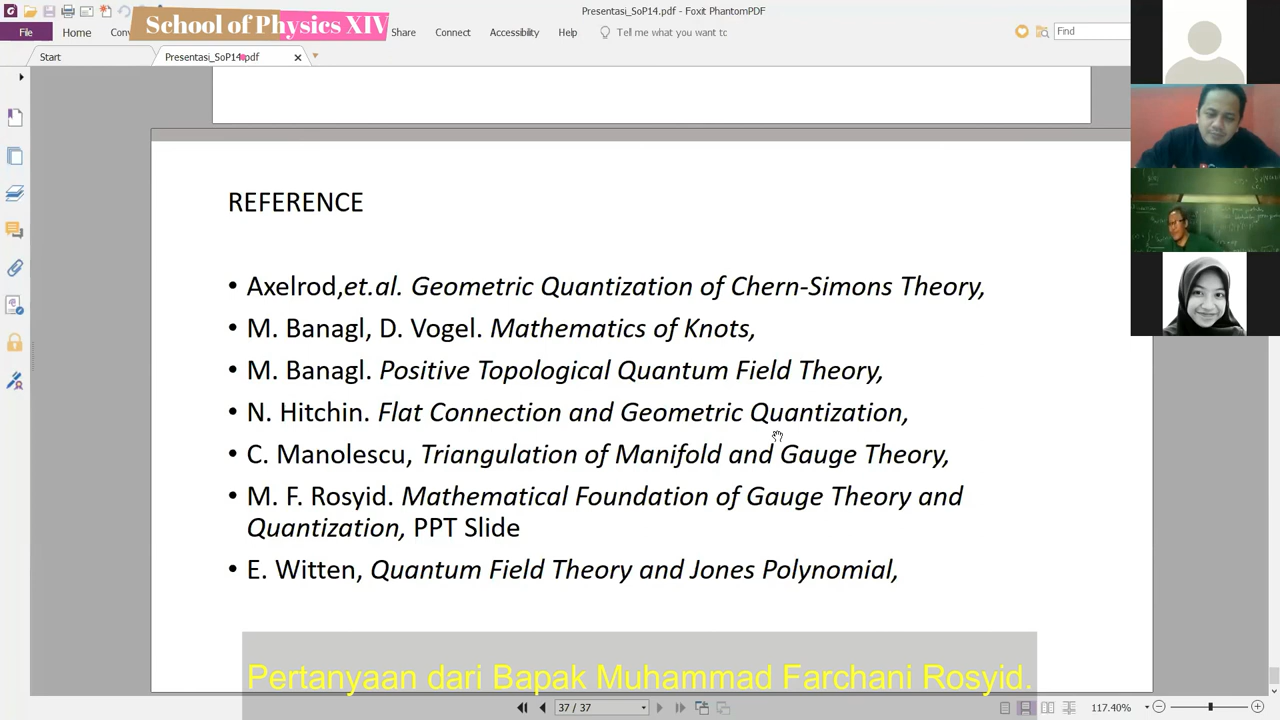 School of Physics XIV
Presentasi_SoP14.pdf - Foxit PhantomPDF
File Home Share Connect Accessibility Help Tell me what you want tc Find
Start Presentasi_SoP14.pdf
REFERENCE
• Axelrod,et.al. Geometric Quantization of Chern-Simons Theory,
• M. Banagl, D. Vogel. Mathematics of Knots,
• M. Banagl. Positive Topological Quantum Field Theory,
• N. Hitchin. Flat Connection and Geometric Quantization,
• C. Manolescu, Triangulation of Manifold and Gauge Theory,
• M. F. Rosyid. Mathematical Foundation of Gauge Theory and
Quantization, PPT Slide
• E. Witten, Quantum Field Theory and Jones Polynomial,
Pertanyaan dari Bapak Muhammad Farchani Rosyid.
37 / 37 117.40%